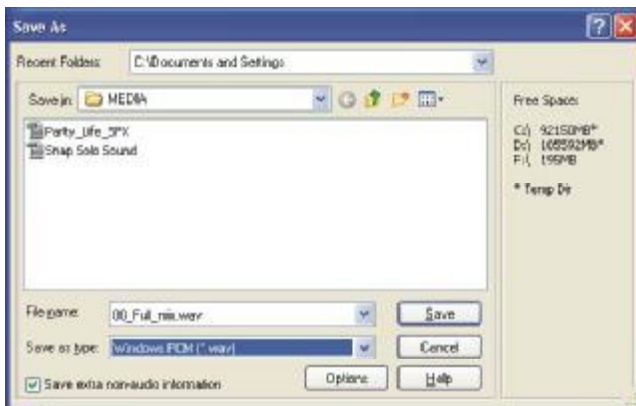 Save As
Recent Folders: C:\Documents and Settings
Save in: MEDIA
Party_Life_SFX
Snap Solo Sound
Free Space:
C:\ 92150MB*
D:\ 105592MB*
F:\ 195MB
* Temp Dir
File name: 00_Full_mix.wav
Save
Save as type: Windows PCM (*.wav)
Cancel
Save extra non-audio information
Options
Help